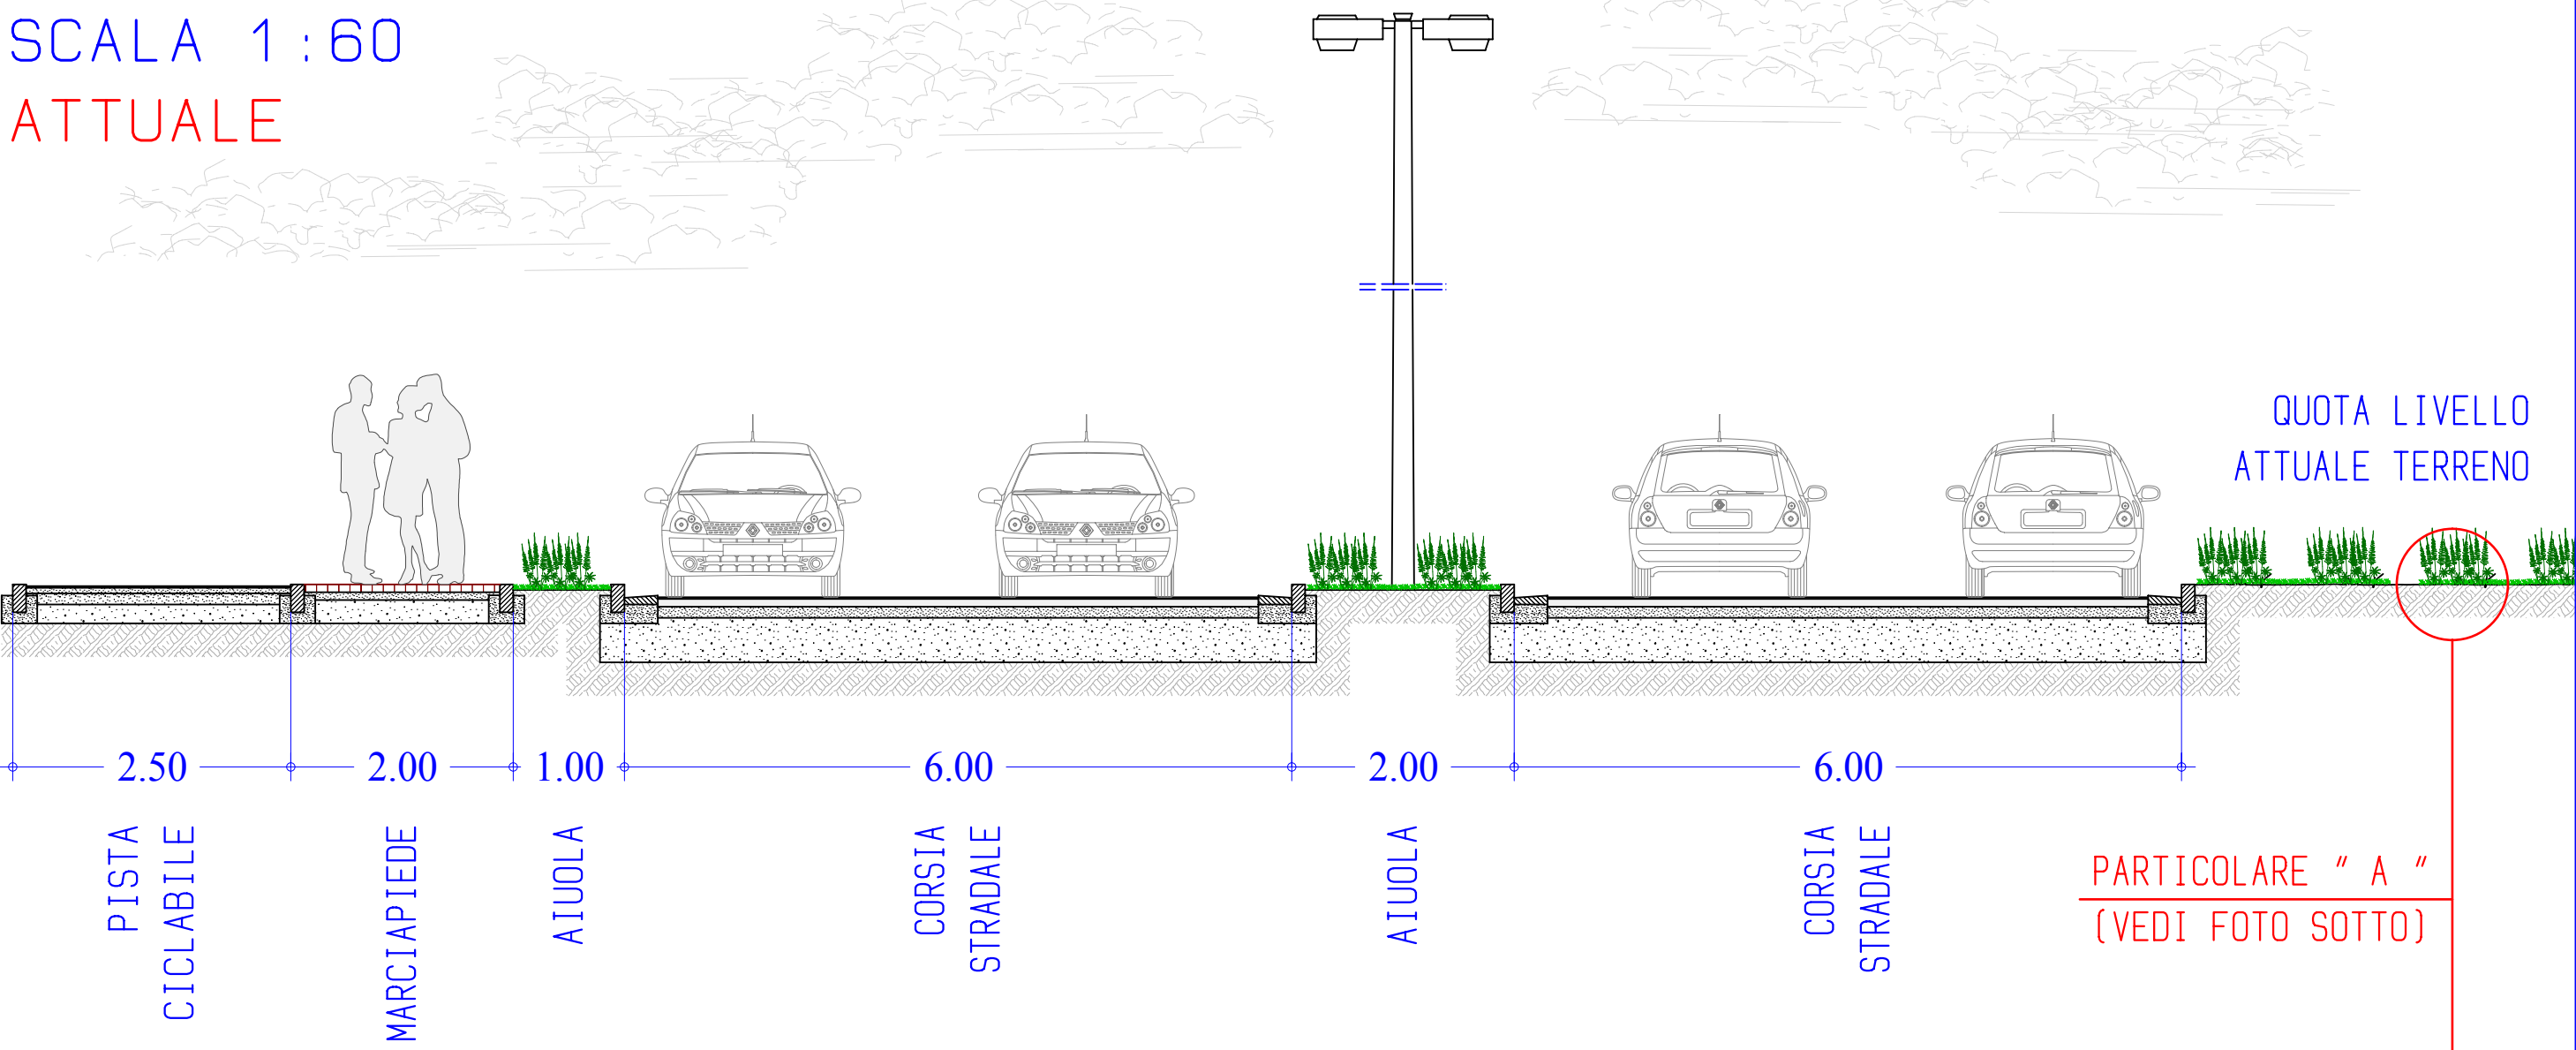 SCALA 1:60
ATTUALE
QUOTA LIVELLO
ATTUALE TERRENO
2.50
2.00
1.00
6.00
2.00
6.00
PISTA
CICLABILE
MARCIAPIEDE
AIUOLA
CORSIA
STRADALE
AIUOLA
CORSIA
STRADALE
PARTICOLARE " A "
(VEDI FOTO SOTTO)